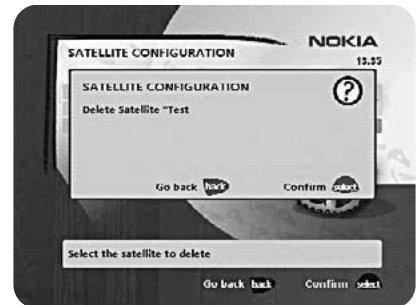 NOKIA
SATELLITE CONFIGURATION
13.35
SATELLITE CONFIGURATION
?
Delete Satellite "Test
Go back back Confirm select
Select the satellite to delete
Go back back Confirm select